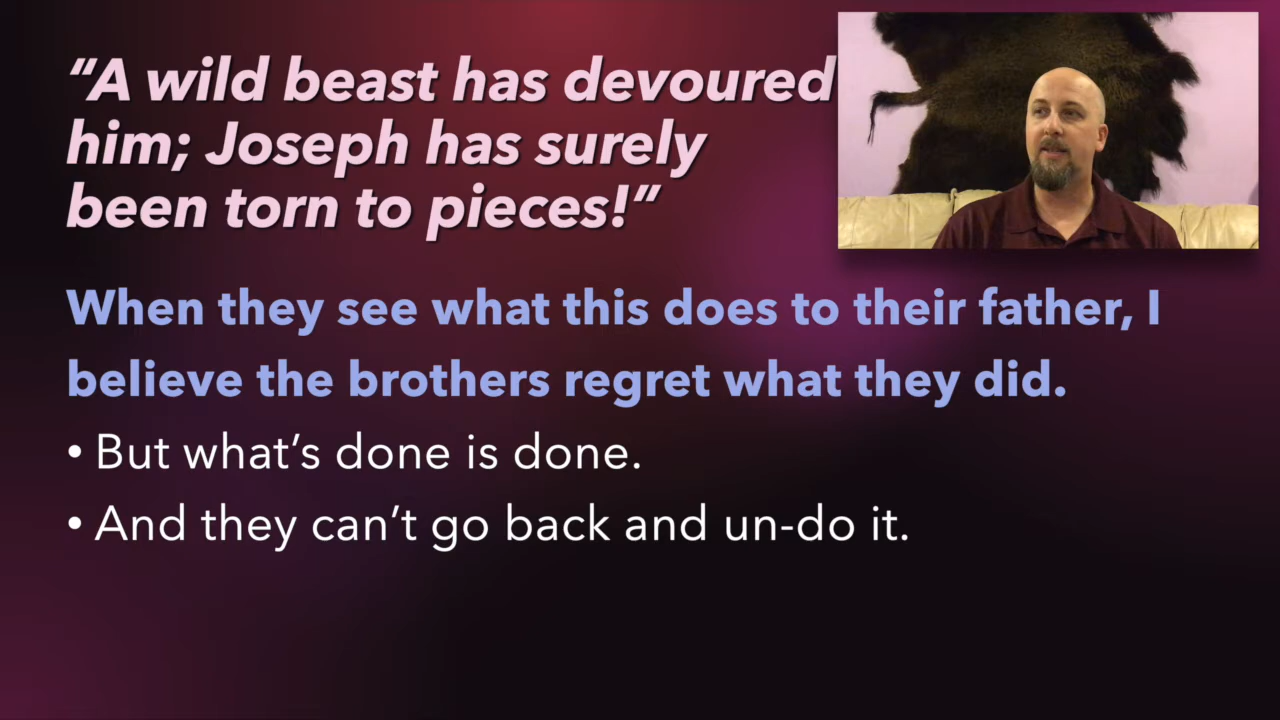 “A wild beast has devoured
him; Joseph has surely
been torn to pieces!”
When they see what this does to their father, I
believe the brothers regret what they did.
• But what’s done is done.
• And they can’t go back and un-do it.